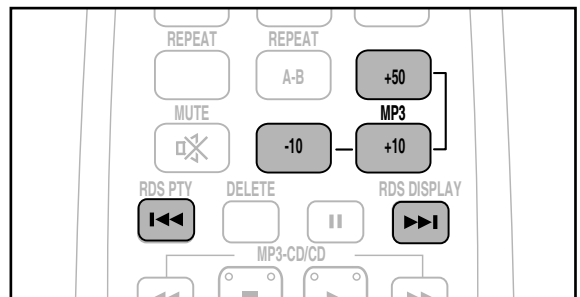 REPEAT REPEAT
A-B +50
MUTE MP3
-10 +10
RDS PTY DELETE RDS DISPLAY
MP3-CD/CD